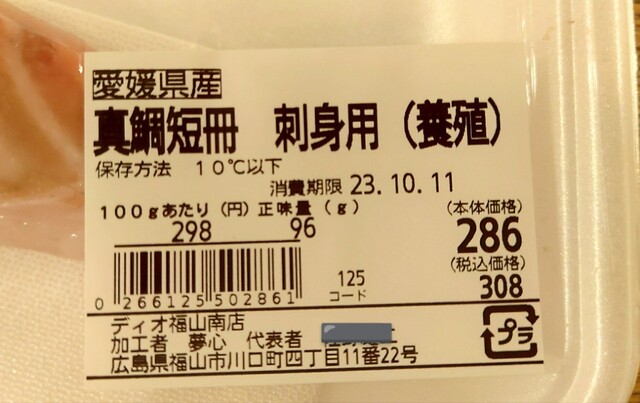 愛媛県産
真鯛短冊 刺身用（養殖）
保存方法 １０℃以下
消費期限 23.10.11
１００ｇあたり（円） 正味量（ｇ） （本体価格）
298 96 286
（税込価格）
308
0 266125 502861
125
コード
ディオ福山南店
加工者 夢心 代表者
広島県福山市川口町四丁目11番22号
プラ